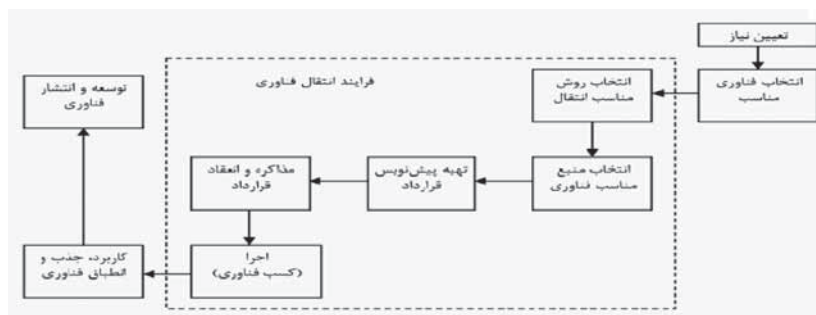 تعیین نیاز
انتخاب فناوری
مناسب
فرایند انتقال فناوری
انتخاب روش
مناسب انتقال
انتخاب منبع
مناسب فناوری
تهیه پیش‌نویس
قرارداد
مذاکره و انعقاد
قرارداد
اجرا
(کسب فناوری)
کاربرد، جذب و
انطباق فناوری
توسعه و انتشار
فناوری